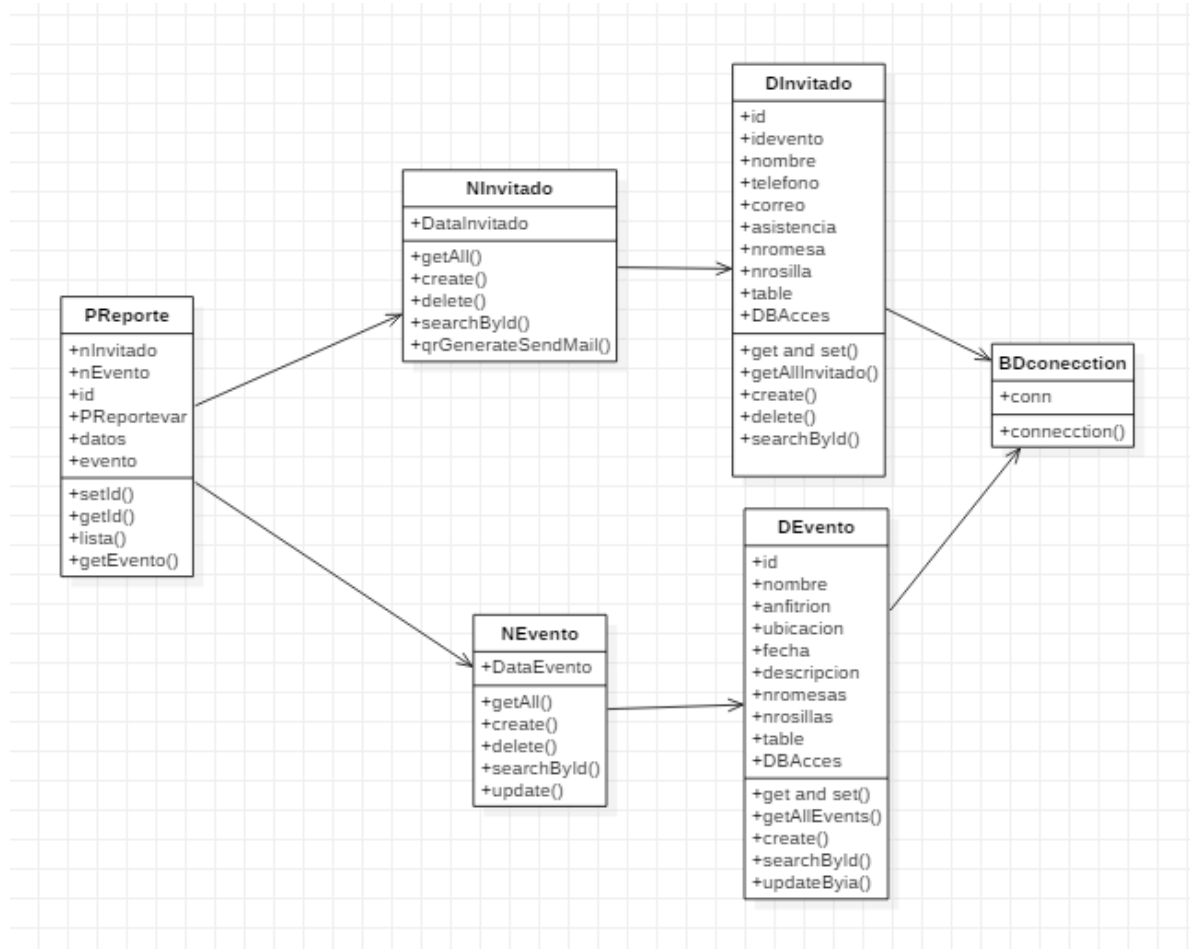 PReporte
+nInvitado
+nEvento
+id
+PReportevar
+datos
+evento
+setId()
+getId()
+lista()
+getEvento()
NInvitado
+DataInvitado
+getAll()
+create()
+delete()
+searchById()
+qrGenerateSendMail()
NEvento
+DataEvento
+getAll()
+create()
+delete()
+searchById()
+update()
DInvitado
+id
+idevento
+nombre
+telefono
+correo
+asistencia
+nromesa
+nrosilla
+table
+DBAcces
+get and set()
+getAllInvitado()
+create()
+delete()
+searchById()
DEvento
+id
+nombre
+anfitrion
+ubicacion
+fecha
+descripcion
+nromesas
+nrosillas
+table
+DBAcces
+get and set()
+getAllEvents()
+create()
+searchById()
+updateByia()
BDconecction
+conn
+connecction()